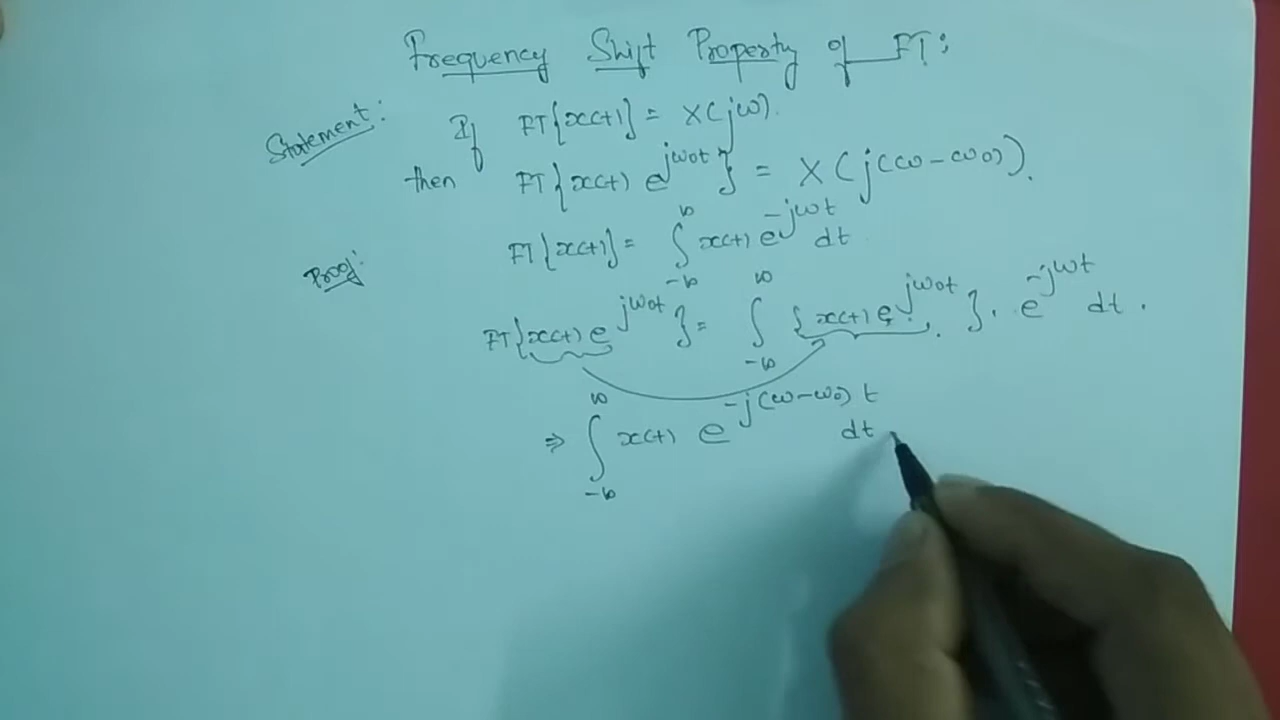 Frequency Shift Property of FT:
Statement: If FT{x(t)} = X(jω).
then FT{x(t) e^{jω0t}} = X(j(ω-ω0)).
Proof: FT{x(t)} = ∫_{-∞}^{∞} x(t) e^{-jωt} dt
FT{x(t) e^{jω0t}} = ∫_{-∞}^{∞} {x(t) e^{jω0t}} . e^{-jωt} dt .
⇒ ∫_{-∞}^{∞} x(t) e^{-j(ω-ω0)t} dt